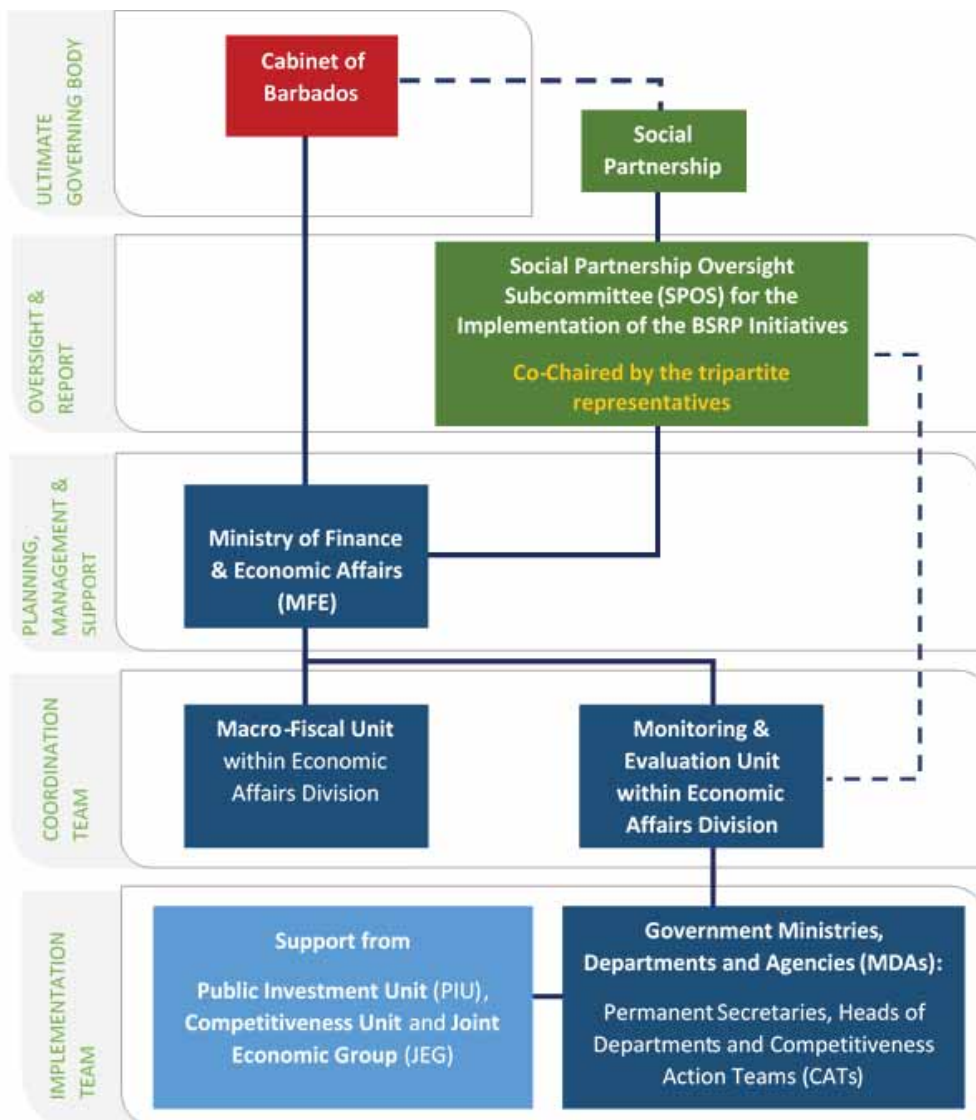 ULTIMATE
GOVERNING BODY
Cabinet of
Barbados
Social
Partnership
OVERSIGHT &
REPORT
Social Partnership Oversight
Subcommittee (SPOS) for the
Implementation of the BSRP Initiatives
Co-Chaired by the tripartite
representatives
PLANNING,
MANAGEMENT &
SUPPORT
Ministry of Finance
& Economic Affairs
(MFE)
COORDINATION
TEAM
Macro-Fiscal Unit
within Economic
Affairs Division
Monitoring &
Evaluation Unit
within Economic
Affairs Division
IMPLEMENTATION
TEAM
Support from
Public Investment Unit (PIU),
Competitiveness Unit and Joint
Economic Group (JEG)
Government Ministries,
Departments and Agencies (MDAs):
Permanent Secretaries, Heads of
Departments and Competitiveness
Action Teams (CATs)